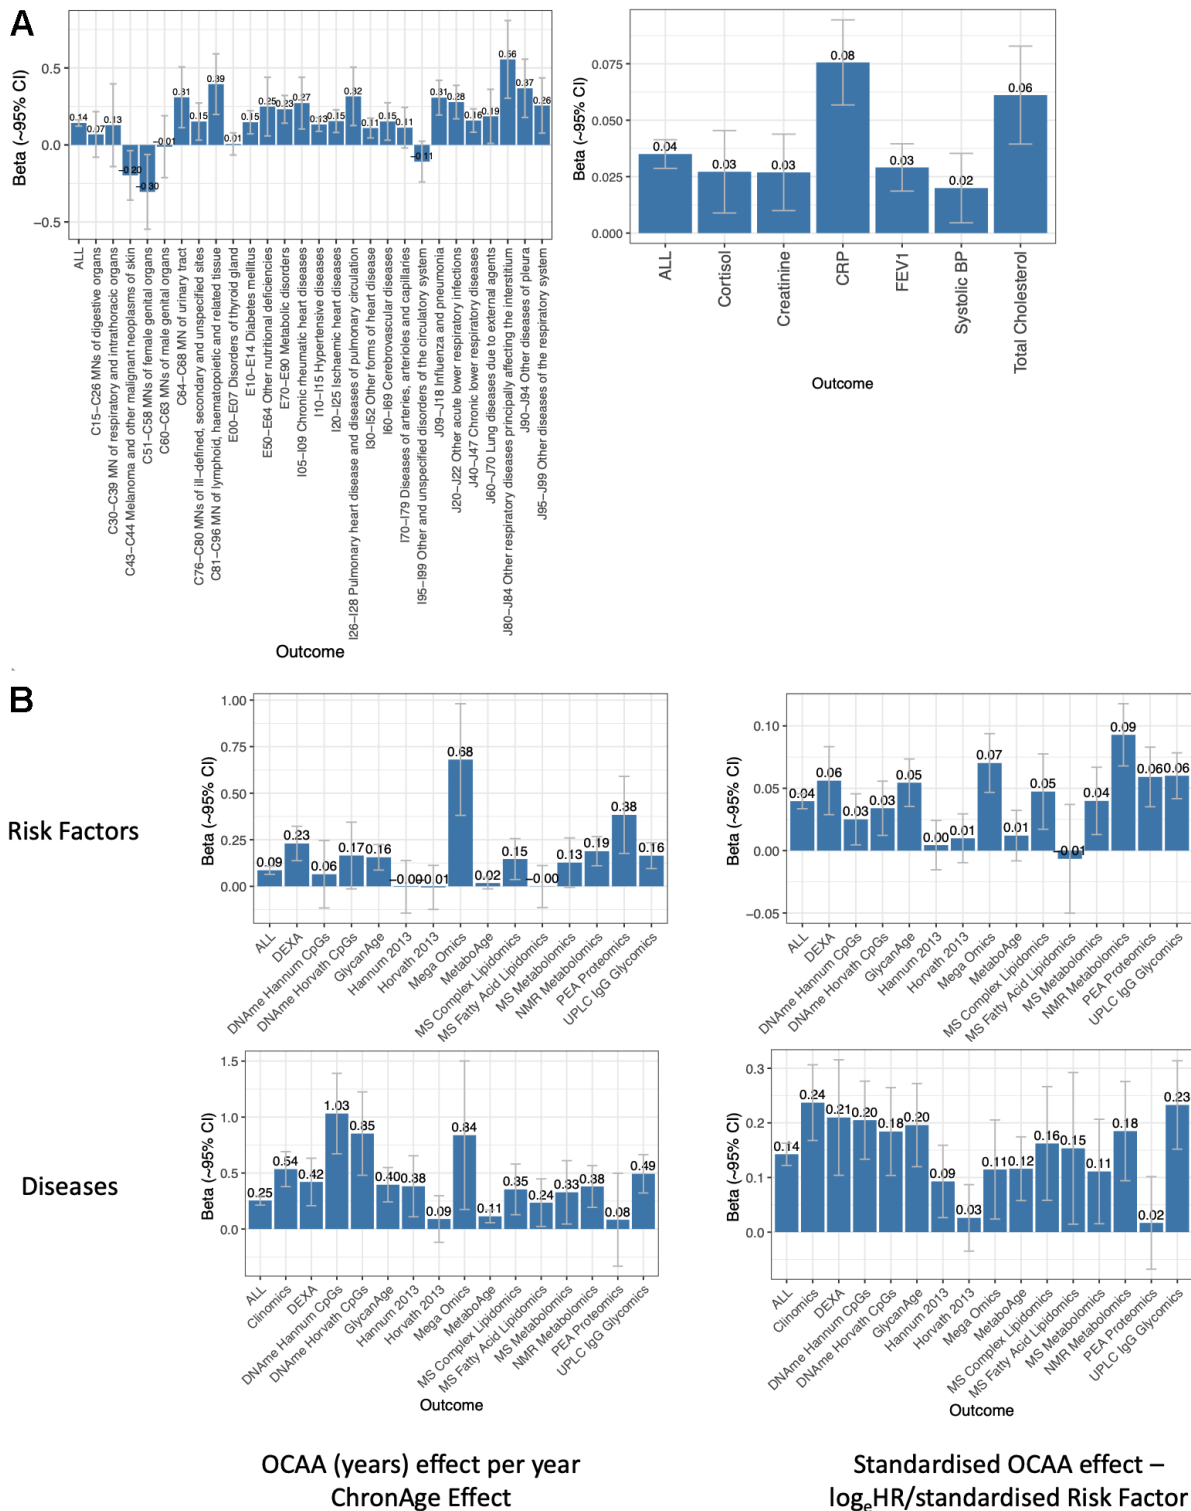 A
Beta (~95% CI)
0.5
0.0
−0.5
0.14
0.07
0.13
−0.20
−0.30
−0.01
0.31
0.15
0.39
0.01
0.15
0.25
0.23
0.27
0.13
0.15
0.32
0.11
0.15
0.11
−0.11
0.31
0.28
0.16
0.19
0.56
0.37
0.26
ALL
C15−C26 MNs of digestive organs
C30−C39 MN of respiratory and intrathoracic organs
C43−C44 Melanoma and other malignant neoplasms of skin
C51−C58 MNs of female genital organs
C60−C63 MNs of male genital organs
C64−C68 MN of urinary tract
C76−C80 MNs of ill−defined, secondary and unspecified sites
C81−C96 MN of lymphoid, haematopoietic and related tissue
E00−E07 Disorders of thyroid gland
E10−E14 Diabetes mellitus
E50−E64 Other nutritional deficiencies
E70−E90 Metabolic disorders
I05−I09 Chronic rheumatic heart diseases
I10−I15 Hypertensive diseases
I20−I25 Ischaemic heart diseases
I26−I28 Pulmonary heart disease and diseases of pulmonary circulation
I30−I52 Other forms of heart disease
I60−I69 Cerebrovascular diseases
I70−I79 Diseases of arteries, arterioles and capillaries
I95−I99 Other and unspecified disorders of the circulatory system
J09−J18 Influenza and pneumonia
J20−J22 Other acute lower respiratory infections
J40−J47 Chronic lower respiratory diseases
J60−J70 Lung diseases due to external agents
J80−J84 Other respiratory diseases principally affecting the interstitium
J90−J94 Other diseases of pleura
J95−J99 Other diseases of the respiratory system
Outcome
Beta (~95% CI)
0.075
0.050
0.025
0.000
0.04
0.03
0.03
0.08
0.03
0.02
0.06
ALL
Cortisol
Creatinine
CRP
FEV1
Systolic BP
Total Cholesterol
Outcome
B
Risk Factors
Beta (~95% CI)
1.00
0.75
0.50
0.25
0.00
0.09
0.23
0.06
0.17
0.16
−0.00
−0.01
0.68
0.02
0.15
−0.00
0.13
0.19
0.38
0.16
ALL
DEXA
DNAme Hannum CpGs
DNAme Horvath CpGs
GlycanAge
Hannum 2013
Horvath 2013
Mega Omics
MetaboAge
MS Complex Lipidomics
MS Fatty Acid Lipidomics
MS Metabolomics
NMR Metabolomics
PEA Proteomics
UPLC IgG Glycomics
Beta (~95% CI)
0.10
0.05
0.00
−0.05
0.04
0.06
0.03
0.03
0.05
0.00
0.01
0.07
0.01
0.05
−0.01
0.04
0.09
0.06
0.06
ALL
DEXA
DNAme Hannum CpGs
DNAme Horvath CpGs
GlycanAge
Hannum 2013
Horvath 2013
Mega Omics
MetaboAge
MS Complex Lipidomics
MS Fatty Acid Lipidomics
MS Metabolomics
NMR Metabolomics
PEA Proteomics
UPLC IgG Glycomics
Diseases
Beta (~95% CI)
1.5
1.0
0.5
0.0
0.25
0.54
0.42
1.03
0.85
0.40
0.38
0.09
0.84
0.11
0.35
0.24
0.33
0.38
0.08
0.49
ALL
Clinomics
DEXA
DNAme Hannum CpGs
DNAme Horvath CpGs
GlycanAge
Hannum 2013
Horvath 2013
Mega Omics
MetaboAge
MS Complex Lipidomics
MS Fatty Acid Lipidomics
MS Metabolomics
NMR Metabolomics
PEA Proteomics
UPLC IgG Glycomics
Outcome
Beta (~95% CI)
0.3
0.2
0.1
0.0
0.14
0.24
0.21
0.20
0.18
0.20
0.09
0.03
0.11
0.12
0.16
0.15
0.11
0.18
0.02
0.23
ALL
Clinomics
DEXA
DNAme Hannum CpGs
DNAme Horvath CpGs
GlycanAge
Hannum 2013
Horvath 2013
Mega Omics
MetaboAge
MS Complex Lipidomics
MS Fatty Acid Lipidomics
MS Metabolomics
NMR Metabolomics
PEA Proteomics
UPLC IgG Glycomics
Outcome
OCAA (years) effect per year
ChronAge Effect
Standardised OCAA effect –
logₑHR/standardised Risk Factor